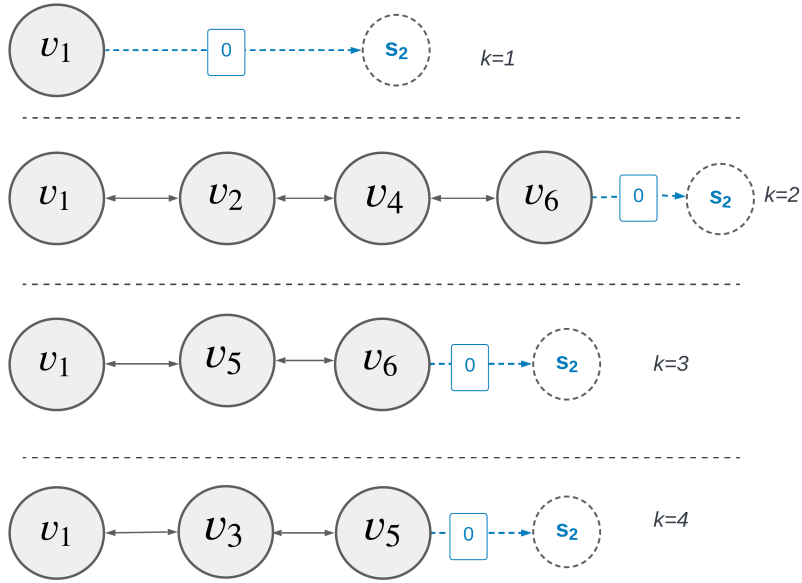 v₁ 0 s₂ k=1
v₁ v₂ v₄ v₆ 0 s₂ k=2
v₁ v₅ v₆ 0 s₂ k=3
v₁ v₃ v₅ 0 s₂ k=4